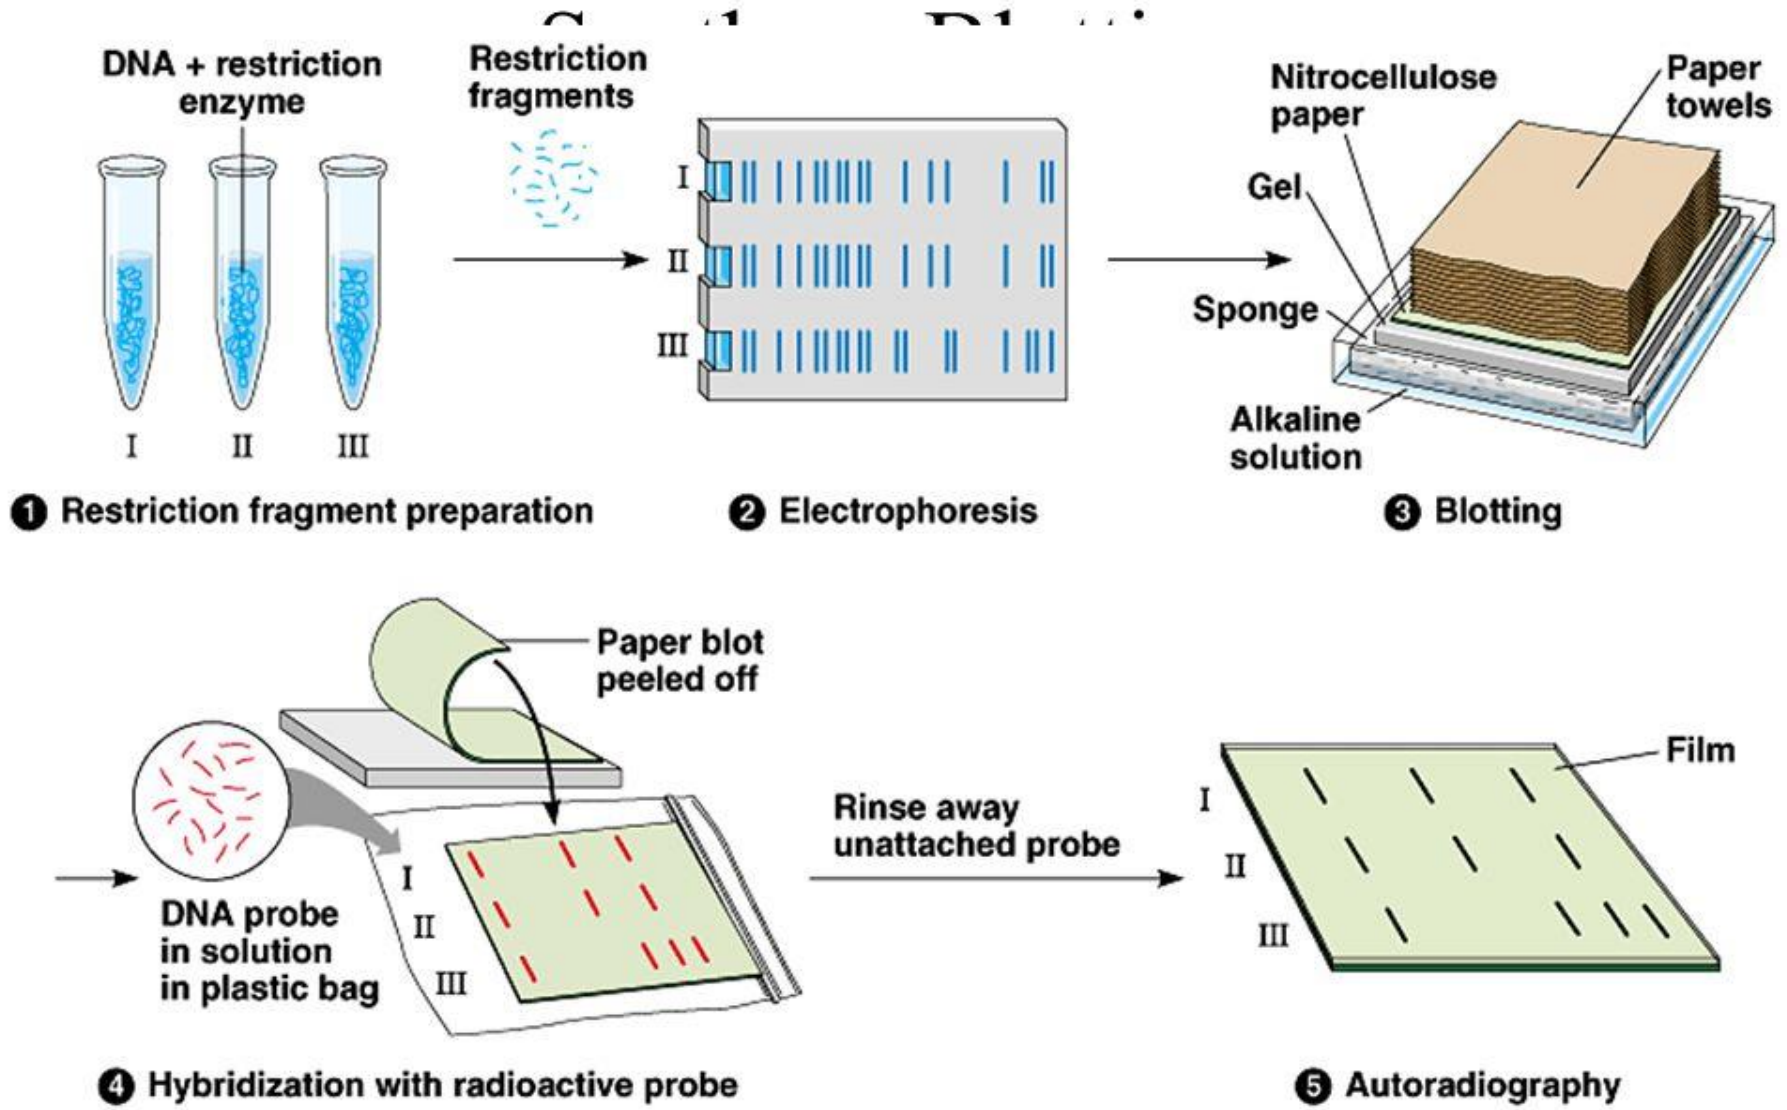 DNA + restriction
enzyme
Restriction
fragments
I
II
III
1 Restriction fragment preparation
I
II
III
2 Electrophoresis
Nitrocellulose
paper
Paper
towels
Gel
Sponge
Alkaline
solution
3 Blotting
Paper blot
peeled off
DNA probe
in solution
in plastic bag
I
II
III
4 Hybridization with radioactive probe
Rinse away
unattached probe
Film
I
II
III
5 Autoradiography